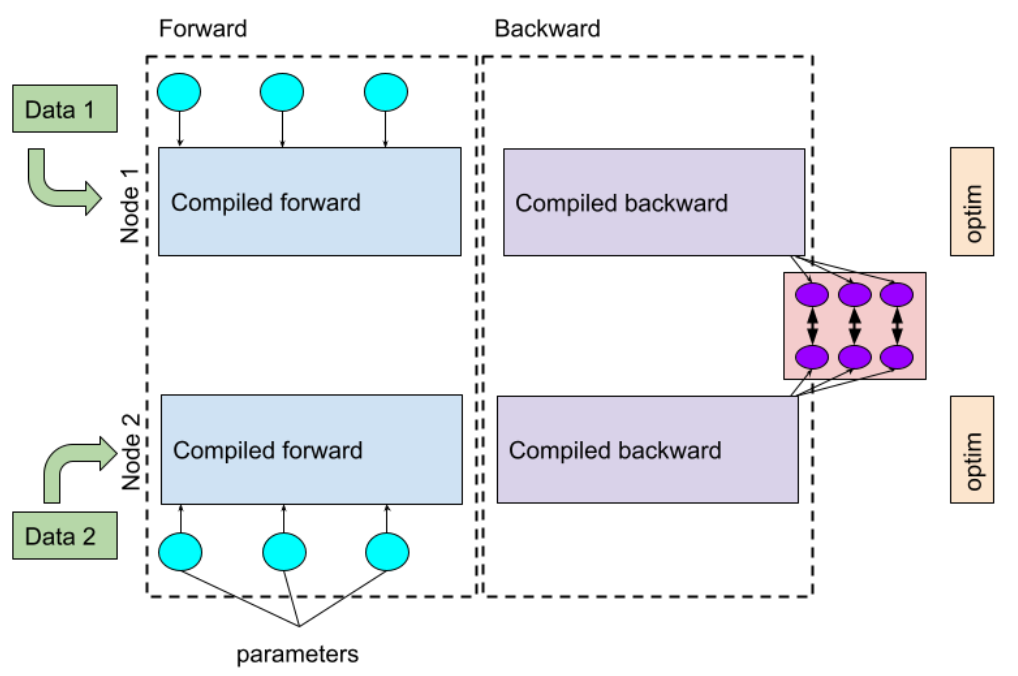 Forward
Backward
Data 1
Node 1
Compiled forward
Compiled backward
optim
Node 2
Compiled forward
Compiled backward
optim
Data 2
parameters